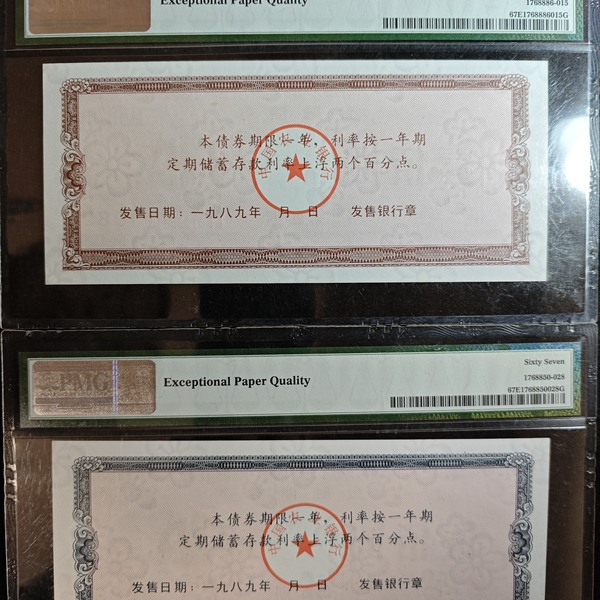 Exceptional Paper Quality
1768886-015
67E1768886015G
本债券期限一年，利率按一年期
定期储蓄存款利率上浮两个百分点。
发售日期：一九八九年 月 日 发售银行章
PMG
Exceptional Paper Quality
Sixty Seven
1768850-028
67E1768850028G
本债券期限一年，利率按一年期
定期储蓄存款利率上浮两个百分点。
发售日期：一九八九年 月 日 发售银行章